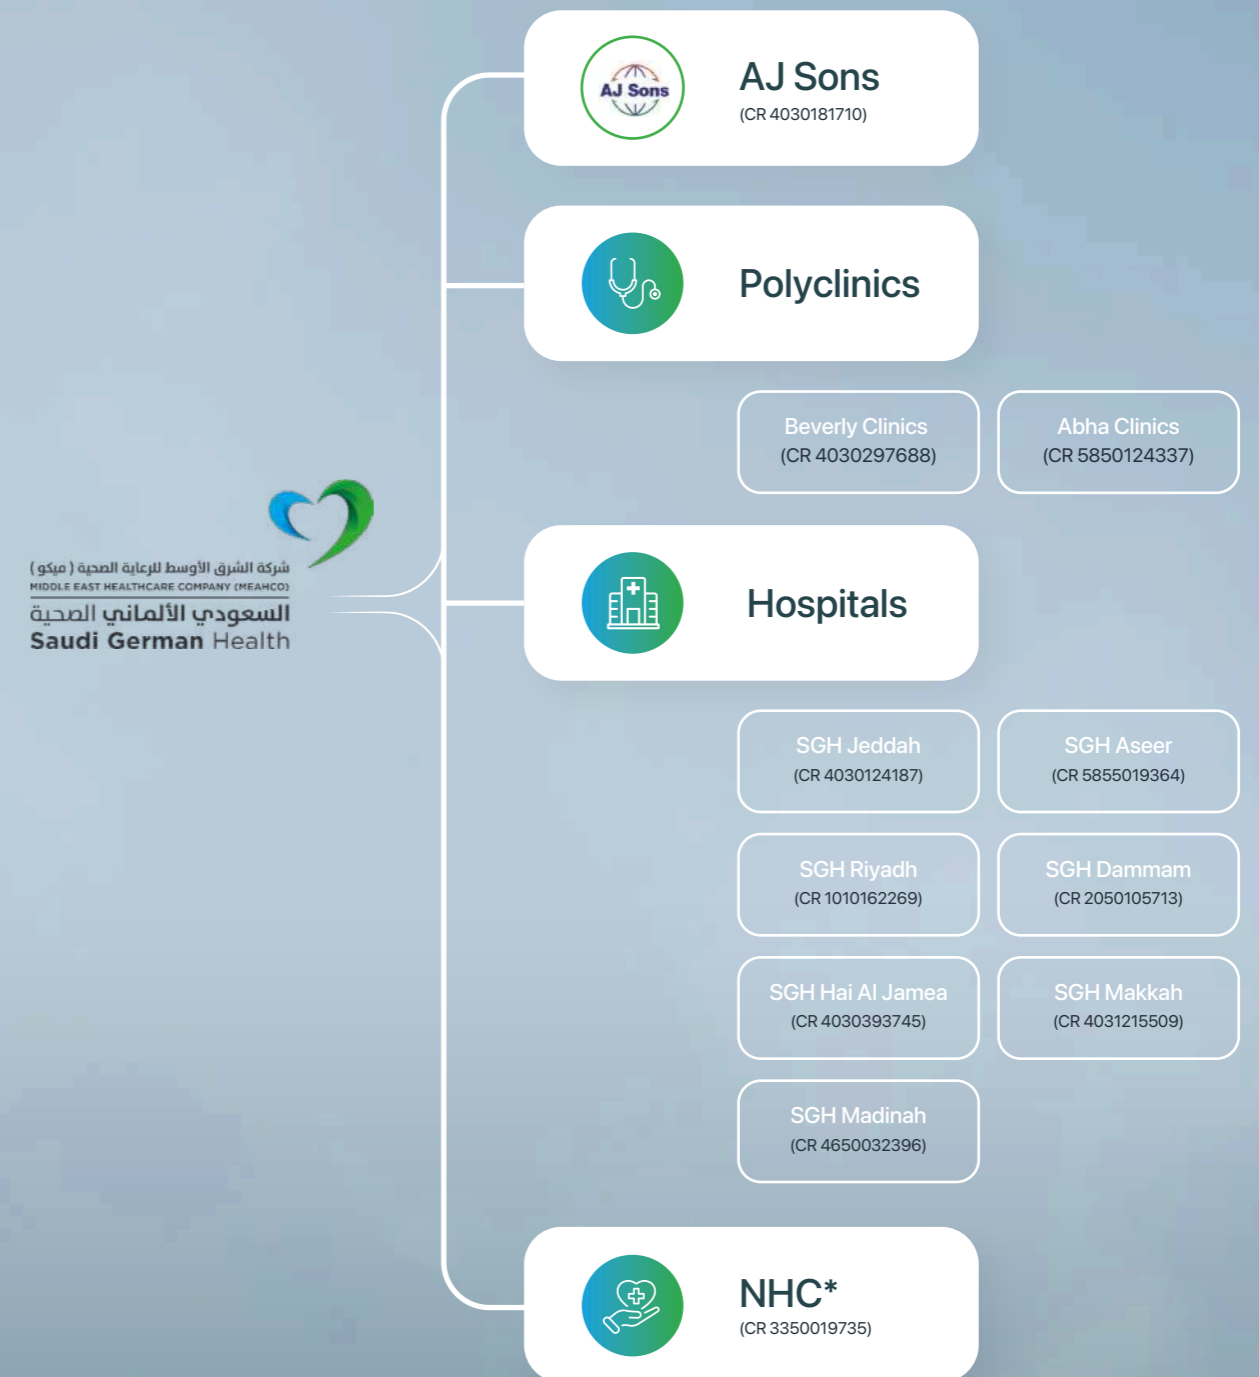 AJ Sons
AJ Sons
(CR 4030181710)
Polyclinics
Beverly Clinics
(CR 4030297688)
Abha Clinics
(CR 5850124337)
شركة الشرق الأوسط للرعاية الصحية ( ميكو )
MIDDLE EAST HEALTHCARE COMPANY (MEAHCO)
السعودي الألماني الصحية
Saudi German Health
Hospitals
SGH Jeddah
(CR 4030124187)
SGH Aseer
(CR 5855019364)
SGH Riyadh
(CR 1010162269)
SGH Dammam
(CR 2050105713)
SGH Hai Al Jamea
(CR 4030393745)
SGH Makkah
(CR 4031215509)
SGH Madinah
(CR 4650032396)
NHC*
(CR 3350019735)